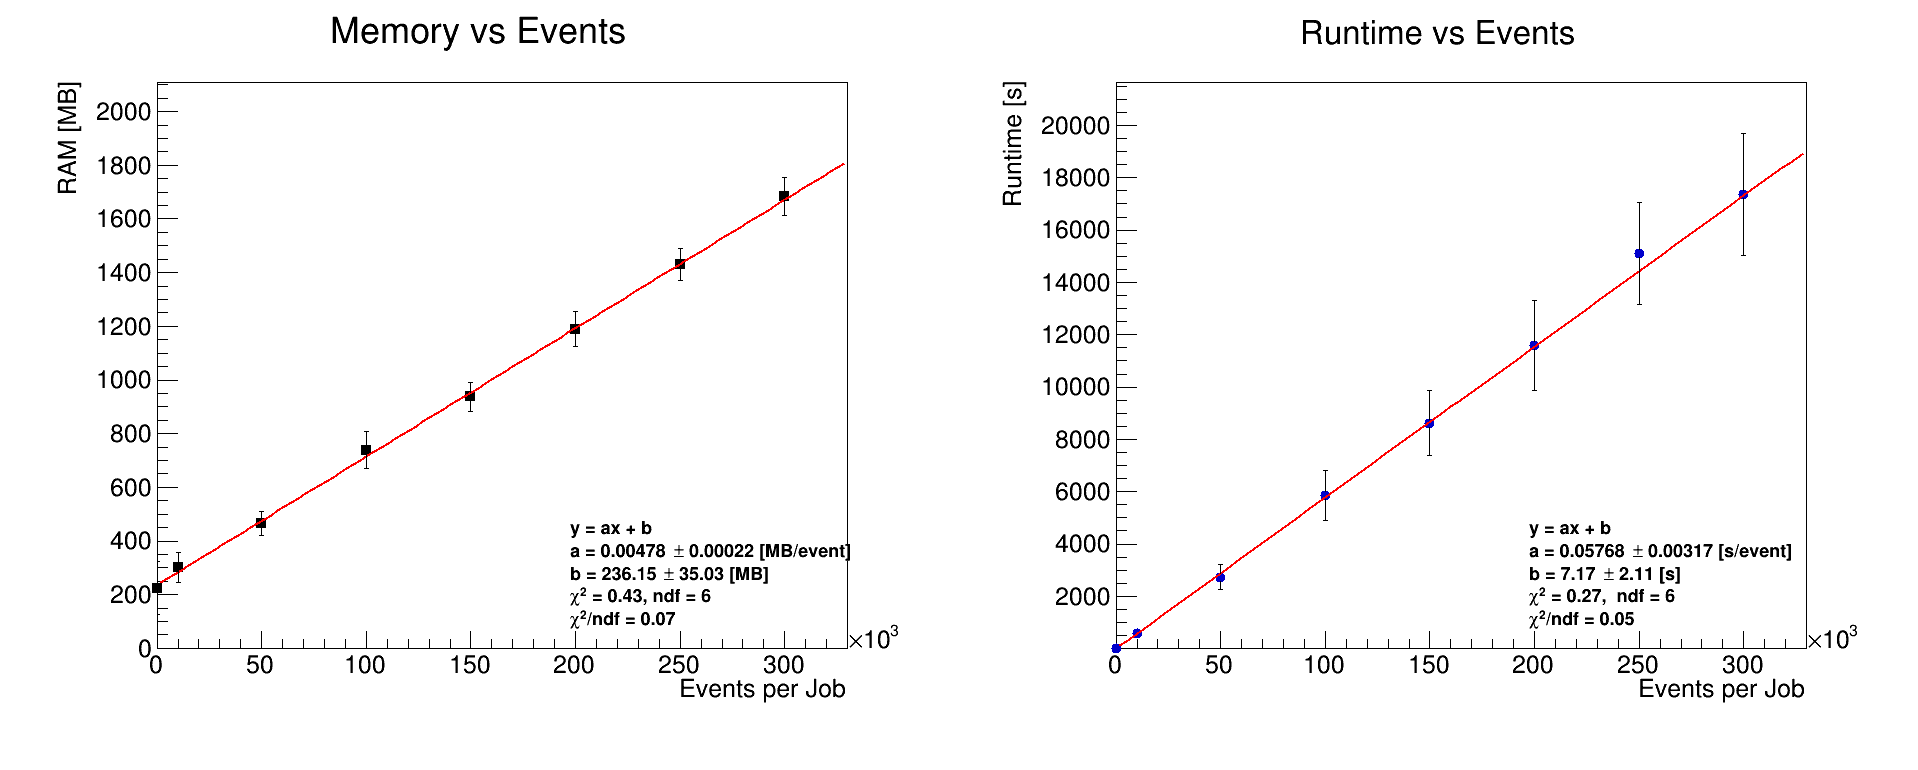 Memory vs Events
RAM [MB]
2000
1800
1600
1400
1200
1000
800
600
400
200
0
y = ax + b
a = 0.00478 ± 0.00022 [MB/event]
b = 236.15 ± 35.03 [MB]
χ² = 0.43, ndf = 6
χ²/ndf = 0.07
0 50 100 150 200 250 300
×10³
Events per Job
Runtime vs Events
Runtime [s]
20000
18000
16000
14000
12000
10000
8000
6000
4000
2000
y = ax + b
a = 0.05768 ± 0.00317 [s/event]
b = 7.17 ± 2.11 [s]
χ² = 0.27, ndf = 6
χ²/ndf = 0.05
0 50 100 150 200 250 300
×10³
Events per Job